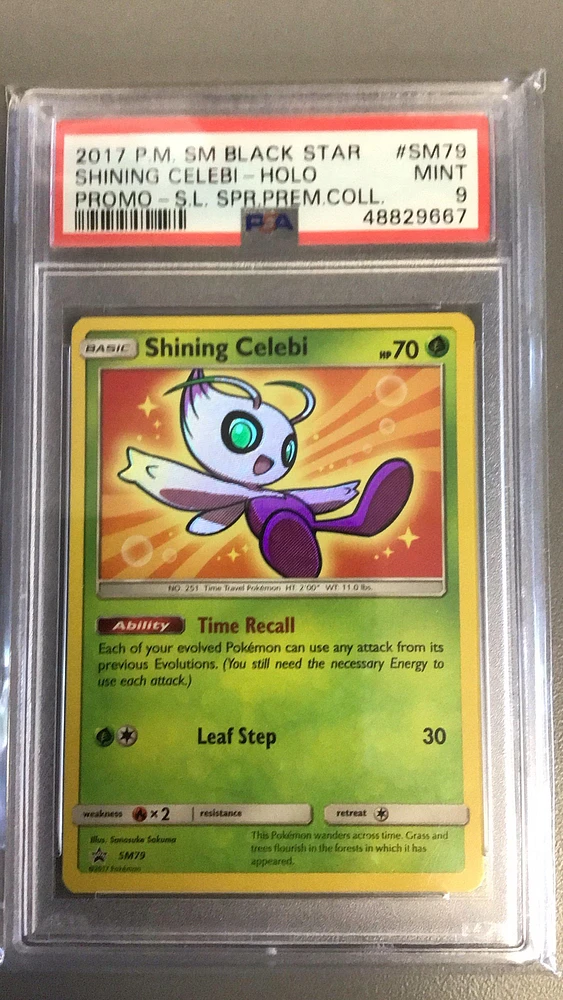 2017 P.M. SM BLACK STAR #SM79
SHINING CELEBI - HOLO MINT
PROMO - S.L. SPR.PREM.COLL. 9
PSA 48829667
BASIC Shining Celebi HP70
NO. 251 Time Travel Pokémon HT: 2'00" WT: 11.0 lbs.
Ability Time Recall
Each of your evolved Pokémon can use any attack from its
previous Evolutions. (You still need the necessary Energy to
use each attack.)
Leaf Step 30
weakness ×2 resistance retreat
Illus. Sanosuke Sakuma
SM79
©2017 Pokémon
This Pokémon wanders across time. Grass and
trees flourish in the forests in which it has
appeared.